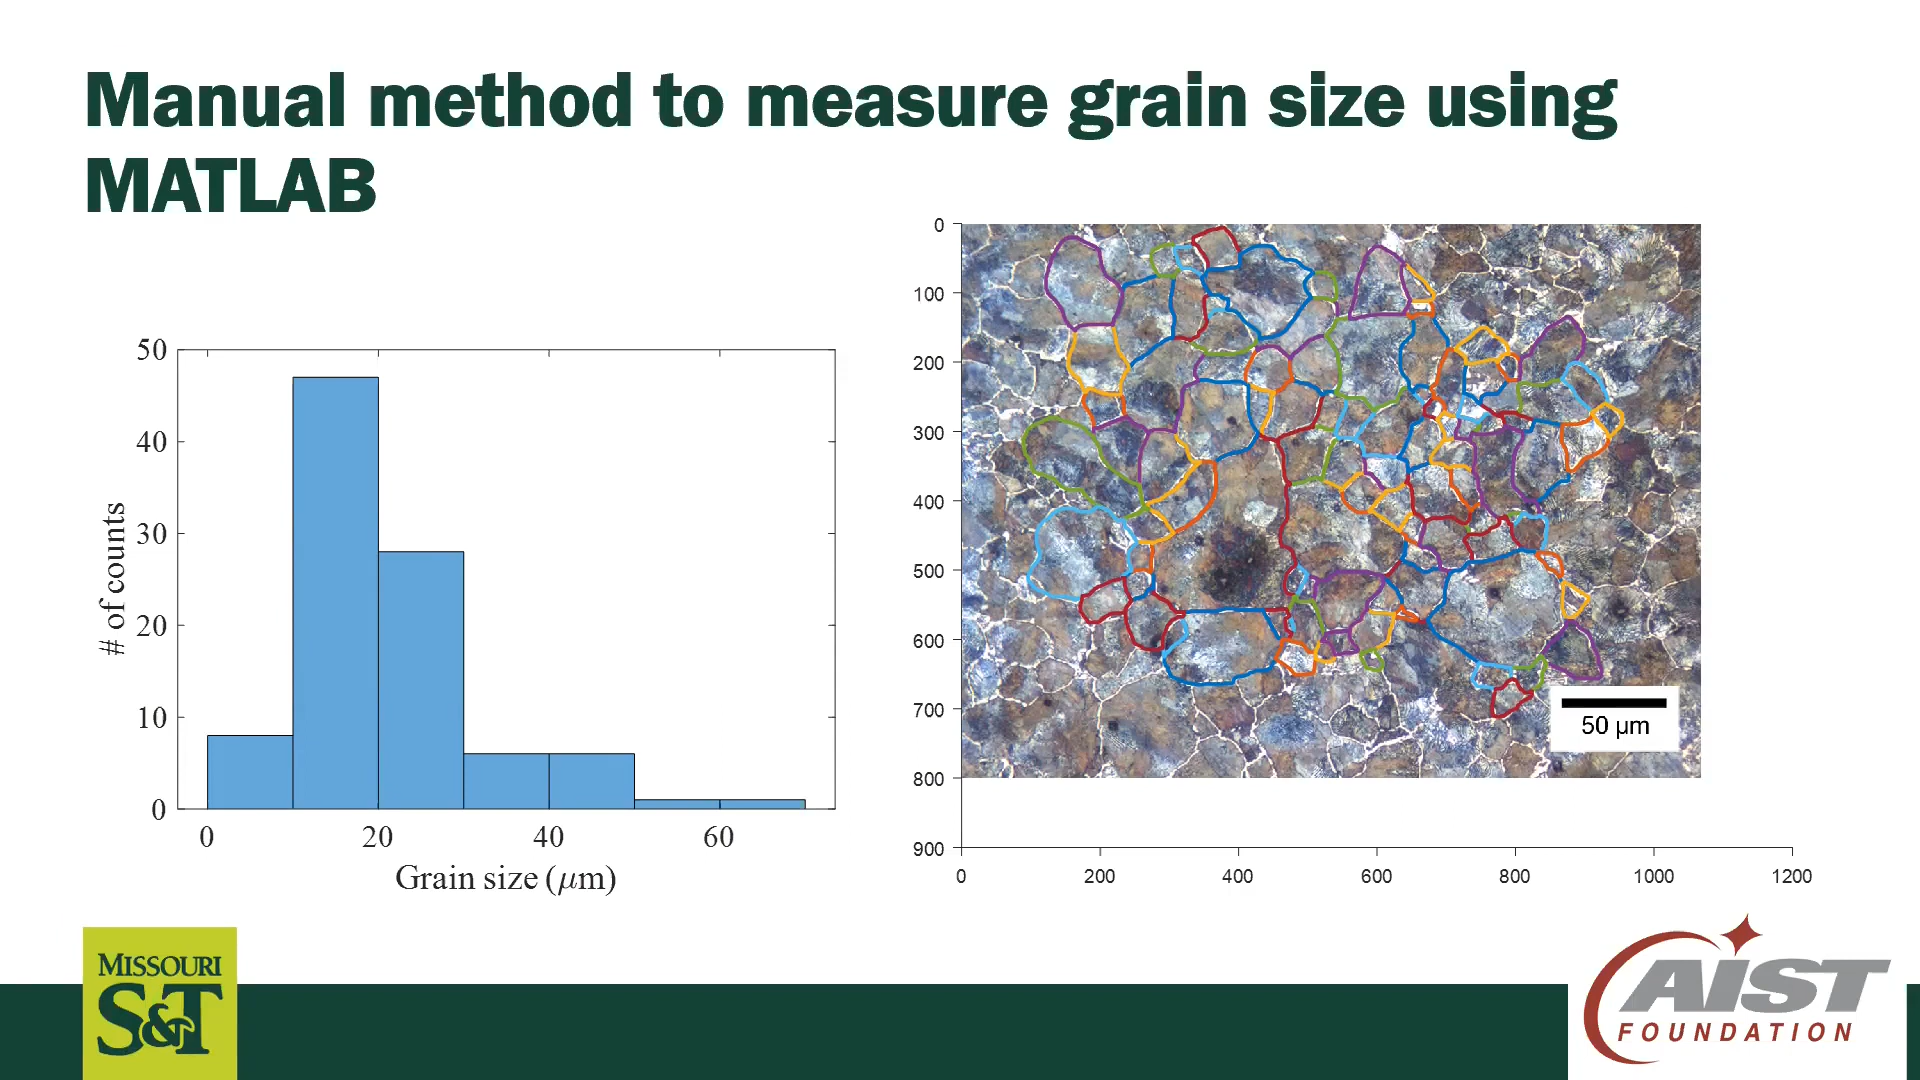 Manual method to measure grain size using
MATLAB
50
40
30
20
10
0
# of counts
0 20 40 60
Grain size (μm)
0
100
200
300
400
500
600
700
800
900
0 200 400 600 800 1000 1200
50 μm
MISSOURI
S&T
AIST
FOUNDATION